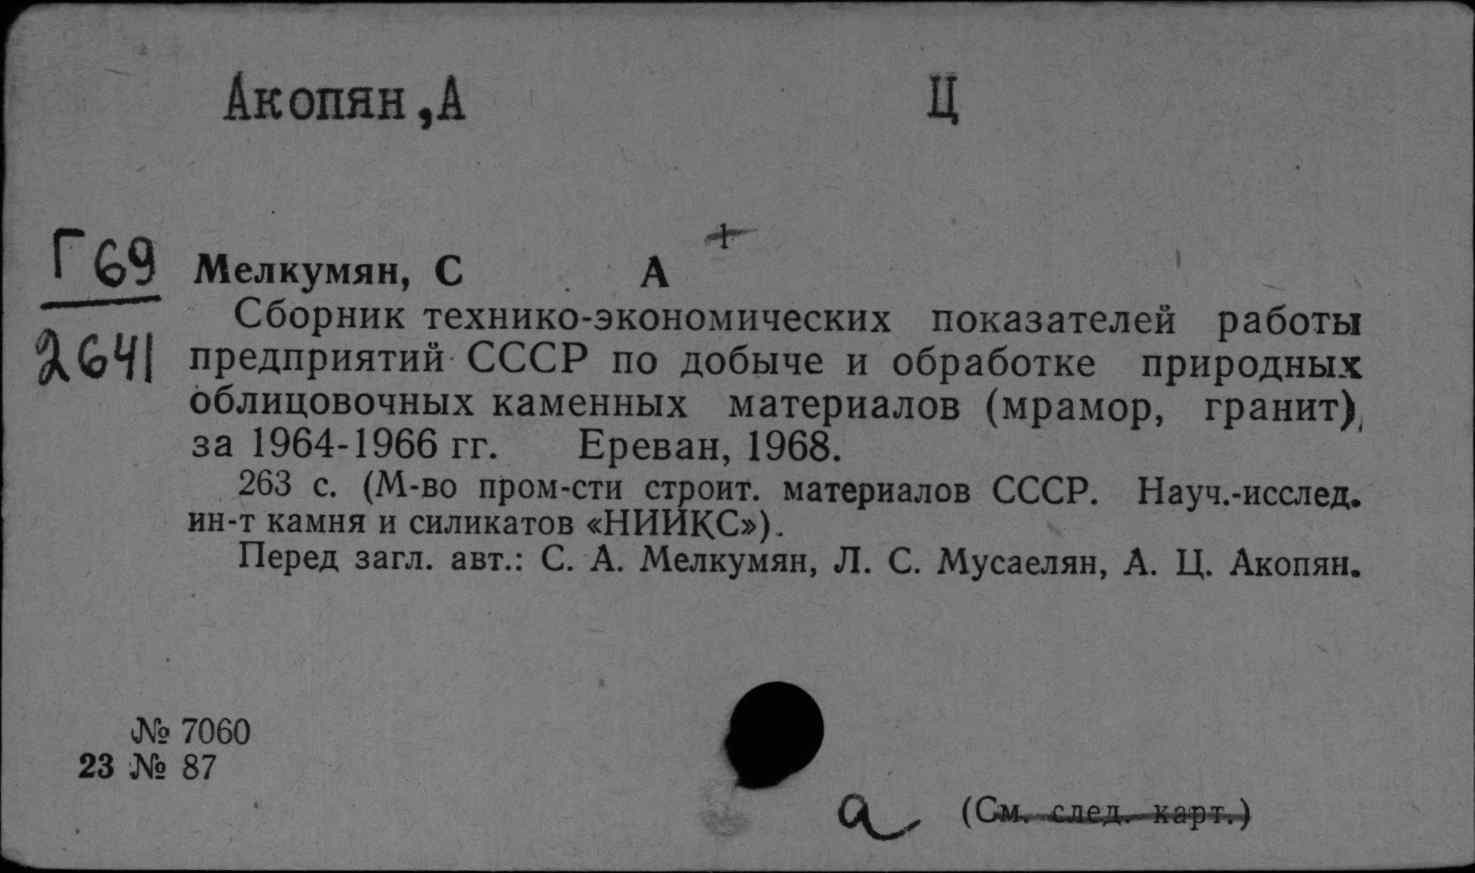 Акопян,А Ц
Г69
2641
Мелкумян, С А +
Сборник технико-экономических показателей работы
предприятий СССР по добыче и обработке природных
облицовочных каменных материалов (мрамор, гранит)
за 1964-1966 гг. Ереван, 1968.
263 с. (М-во пром-сти строит. материалов СССР. Науч.-исслед.
ин-т камня и силикатов «НИИКС»).
Перед загл. авт.: С. А. Мелкумян, Л. С. Мусаелян, А. Ц. Акопян.
№ 7060
23 № 87
а (См. след. карт.)